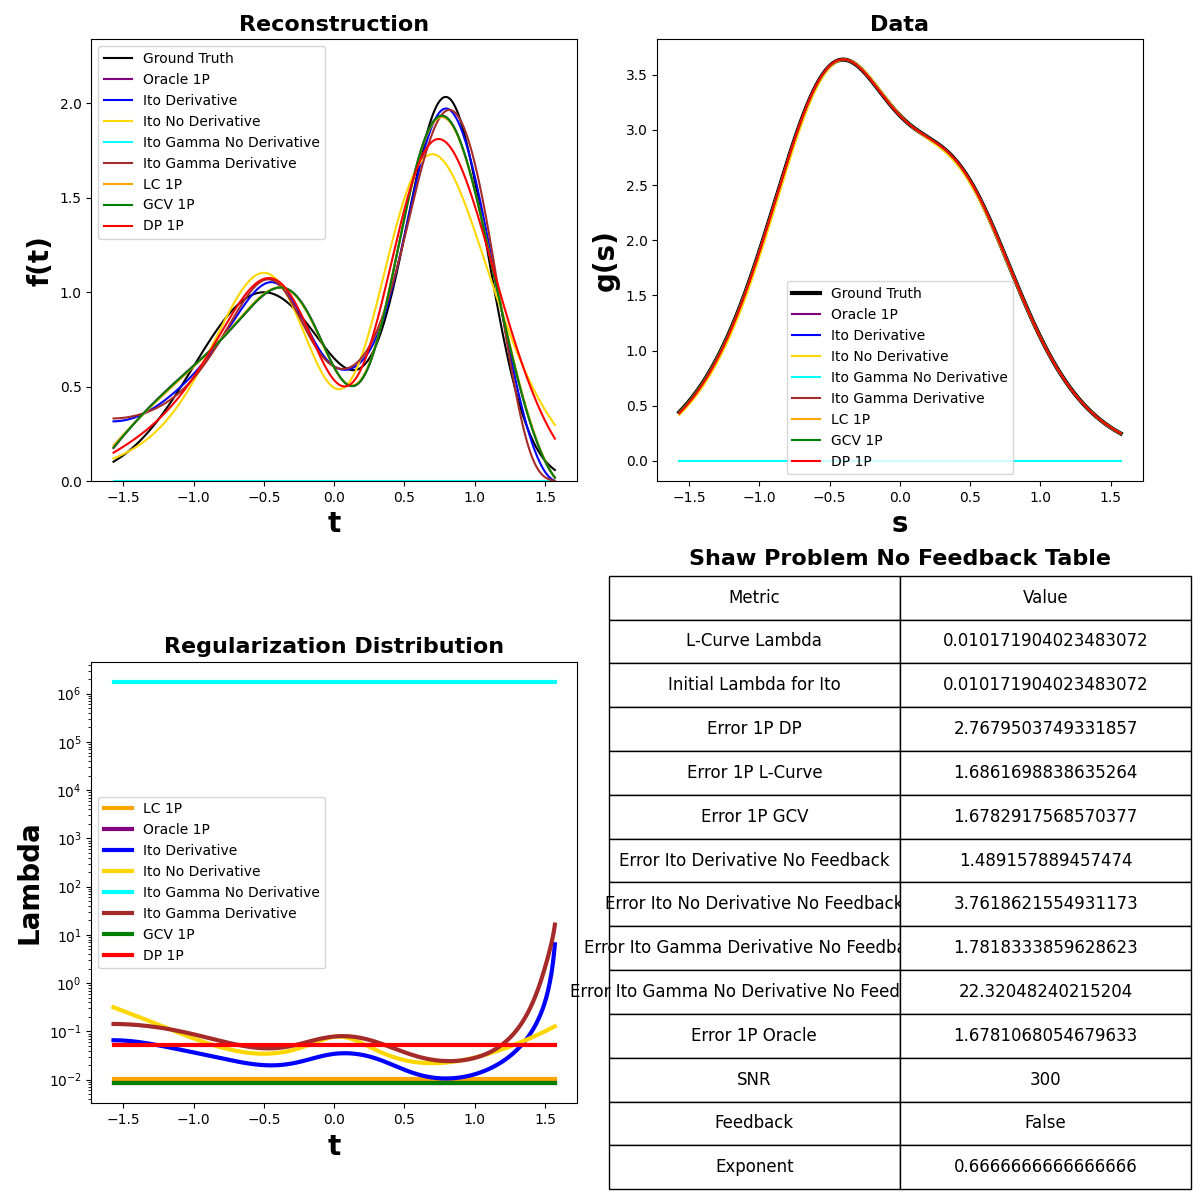 Reconstruction
Ground Truth
Oracle 1P
Ito Derivative
Ito No Derivative
Ito Gamma No Derivative
Ito Gamma Derivative
LC 1P
GCV 1P
DP 1P
f(t)
2.0
1.5
1.0
0.5
0.0
−1.5 −1.0 −0.5 0.0 0.5 1.0 1.5
t
Data
3.5
3.0
2.5
2.0
1.5
1.0
0.5
0.0
g(s)
Ground Truth
Oracle 1P
Ito Derivative
Ito No Derivative
Ito Gamma No Derivative
Ito Gamma Derivative
LC 1P
GCV 1P
DP 1P
−1.5 −1.0 −0.5 0.0 0.5 1.0 1.5
s
Regularization Distribution
10^6
10^5
10^4
10^3
10^2
10^1
10^0
10^−1
10^−2
Lambda
LC 1P
Oracle 1P
Ito Derivative
Ito No Derivative
Ito Gamma No Derivative
Ito Gamma Derivative
GCV 1P
DP 1P
−1.5 −1.0 −0.5 0.0 0.5 1.0 1.5
t
Shaw Problem No Feedback Table
Metric Value
L-Curve Lambda 0.010171904023483072
Initial Lambda for Ito 0.010171904023483072
Error 1P DP 2.7679503749331857
Error 1P L-Curve 1.6861698838635264
Error 1P GCV 1.6782917568570377
Error Ito Derivative No Feedback 1.489157889457474
Error Ito No Derivative No Feedback 3.7618621554931173
Error Ito Gamma Derivative No Feedba 1.7818333859628623
Error Ito Gamma No Derivative No Feed 22.32048240215204
Error 1P Oracle 1.6781068054679633
SNR 300
Feedback False
Exponent 0.6666666666666666